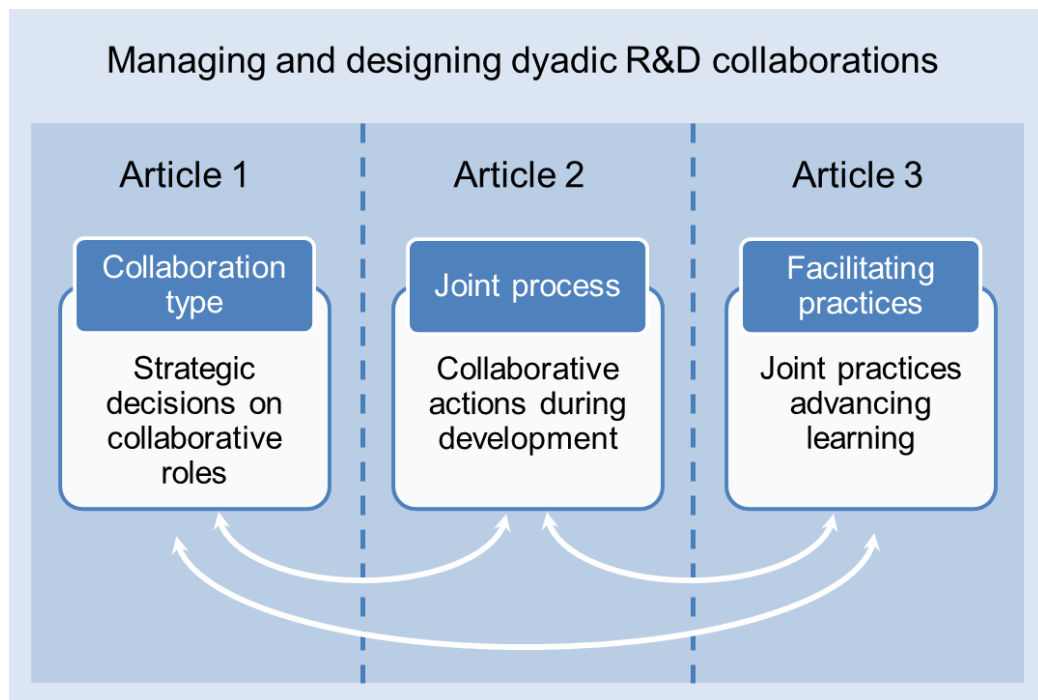 Managing and designing dyadic R&D collaborations
Article 1
Article 2
Article 3
Collaboration
type
Strategic
decisions on
collaborative
roles
Joint process
Collaborative
actions during
development
Facilitating
practices
Joint practices
advancing
learning